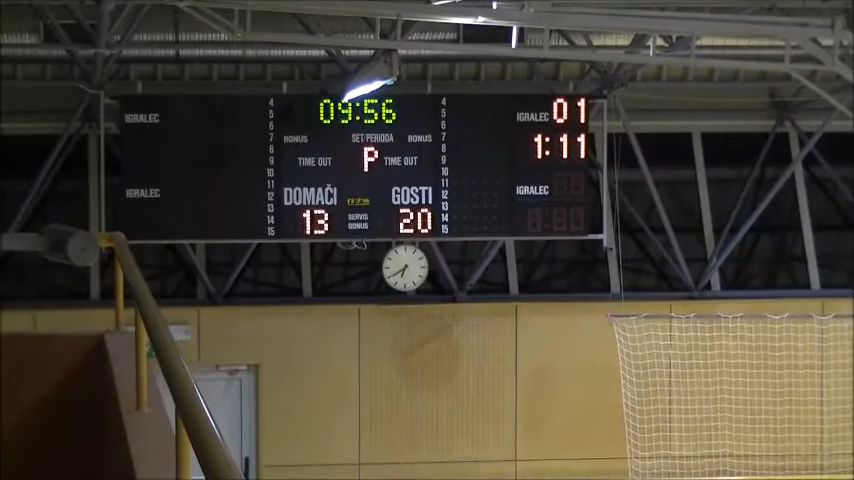 IGRALEC
09:56
IGRALEC 01
BONUS SET/PERIODA BONUS
1:11
TIME OUT P TIME OUT
IGRALEC
IGRALEC
DOMAČI GOSTI
13 SERVIS BONUS 20
4 5 6 7 8 9 10 11 12 13 14 15
4 5 6 7 8 9 10 11 12 13 14 15